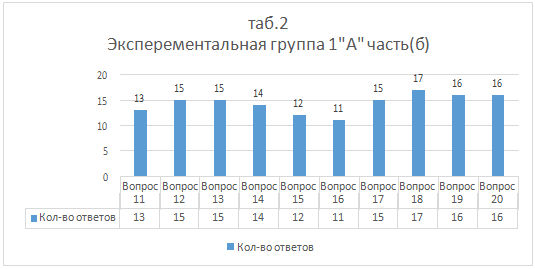 таб.2
Эксперементальная группа 1"А" часть(б)
20
15
10
5
0
13 15 15 14 12 11 15 17 16 16
Вопрос Вопрос Вопрос Вопрос Вопрос Вопрос Вопрос Вопрос Вопрос Вопрос
11 12 13 14 15 16 17 18 19 20
Кол-во ответов 13 15 15 14 12 11 15 17 16 16
Кол-во ответов